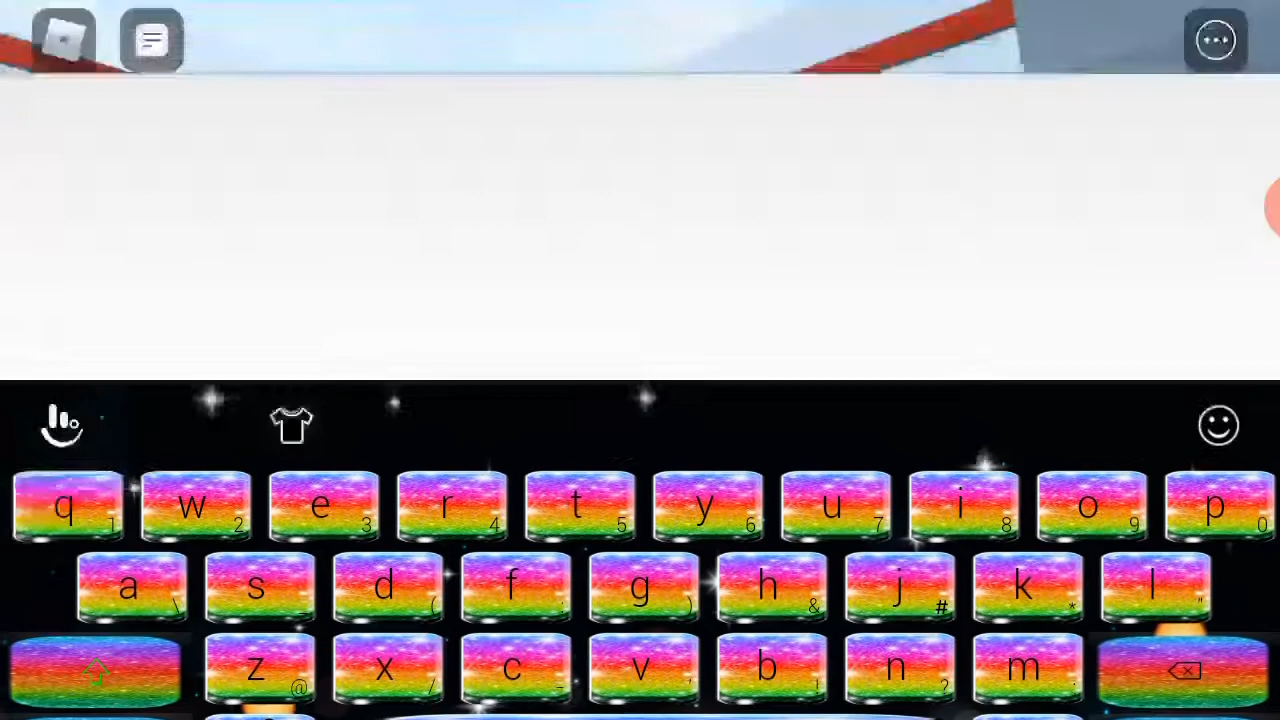 q 1 w 2 e 3 r 4 t 5 y 6 u 7 i 8 o 9 p 0
a \ s _ d ( f : g ) h & j # k * l "
z @ x / c - v ' b ! n ? m .